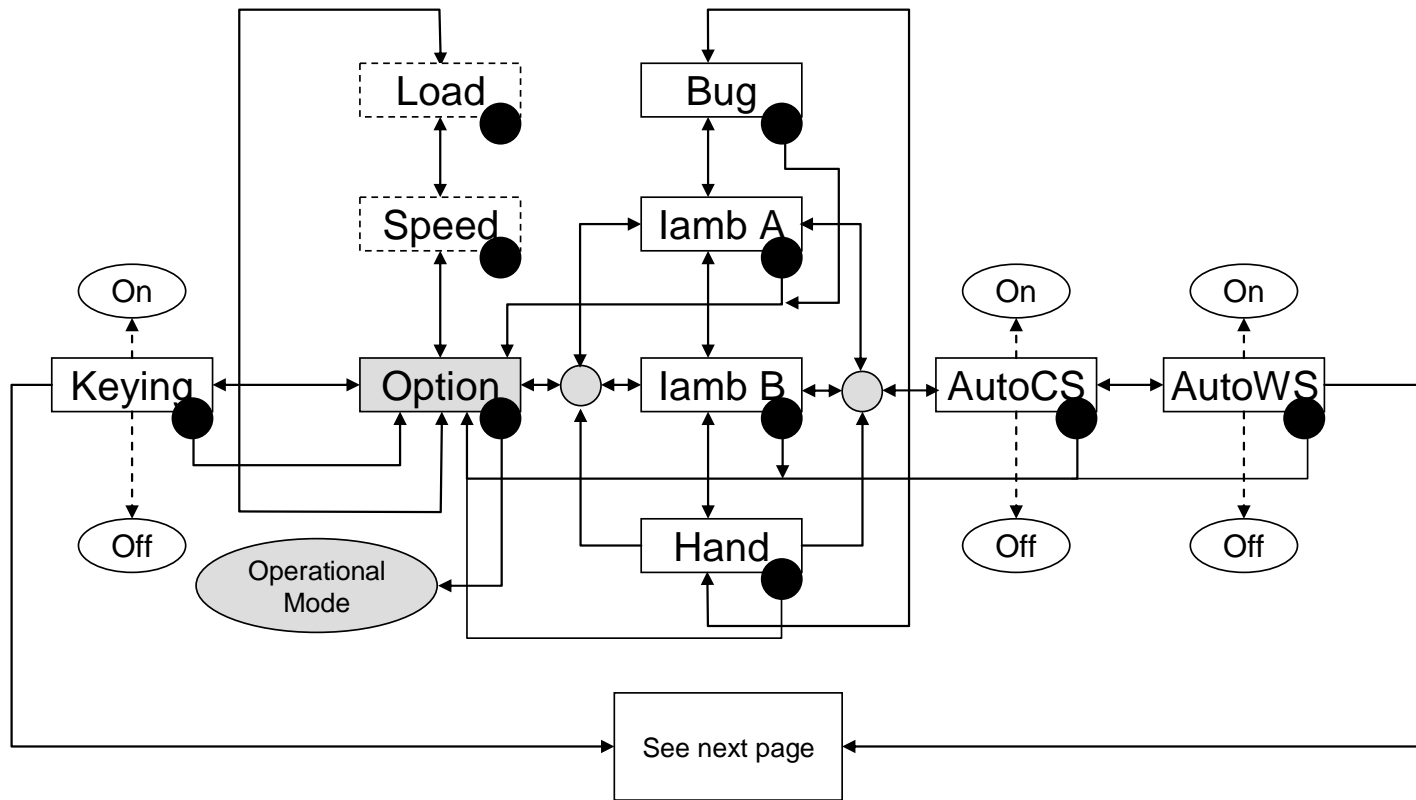 Load
Bug
Speed
Iamb A
On
On
On
Keying
Option
Iamb B
AutoCS
AutoWS
Off
Hand
Off
Off
Operational
Mode
See next page